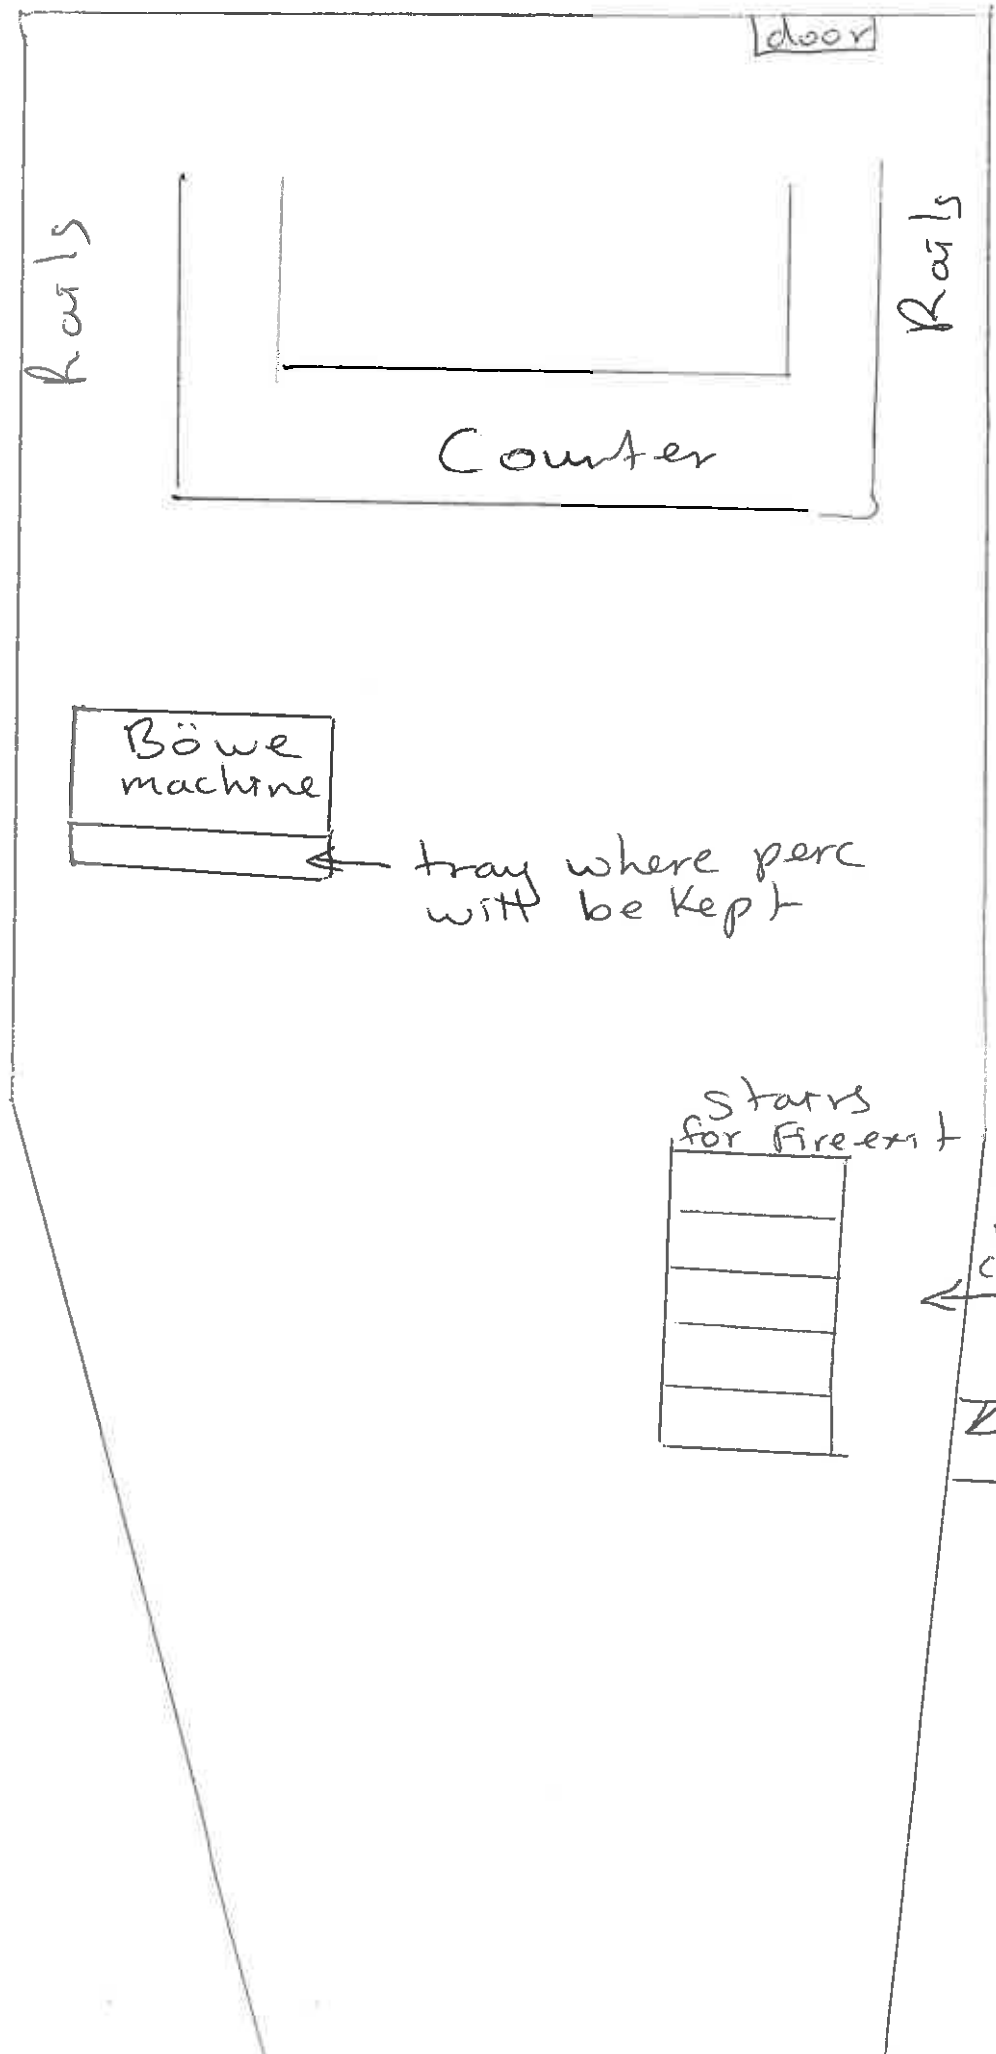 door
Rails
Rails
Counter
Böwe
machine
tray where perc
will be kept
stairs
for Fire exit